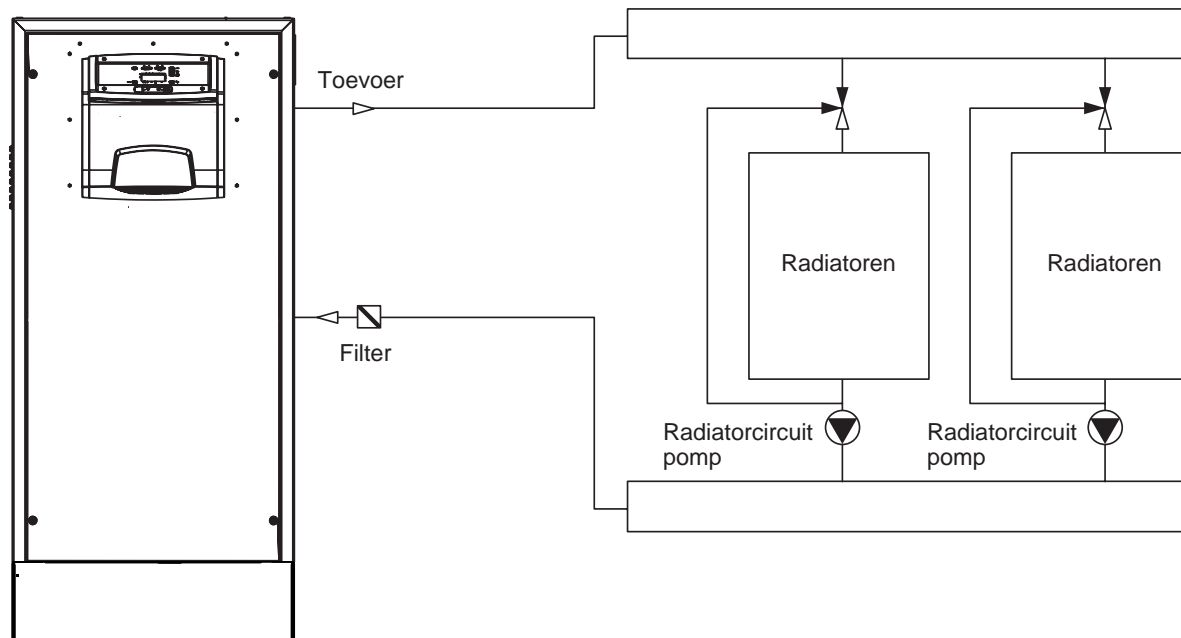 Toevoer
Radiatoren
Radiatoren
Filter
Radiatorcircuit
pomp
Radiatorcircuit
pomp